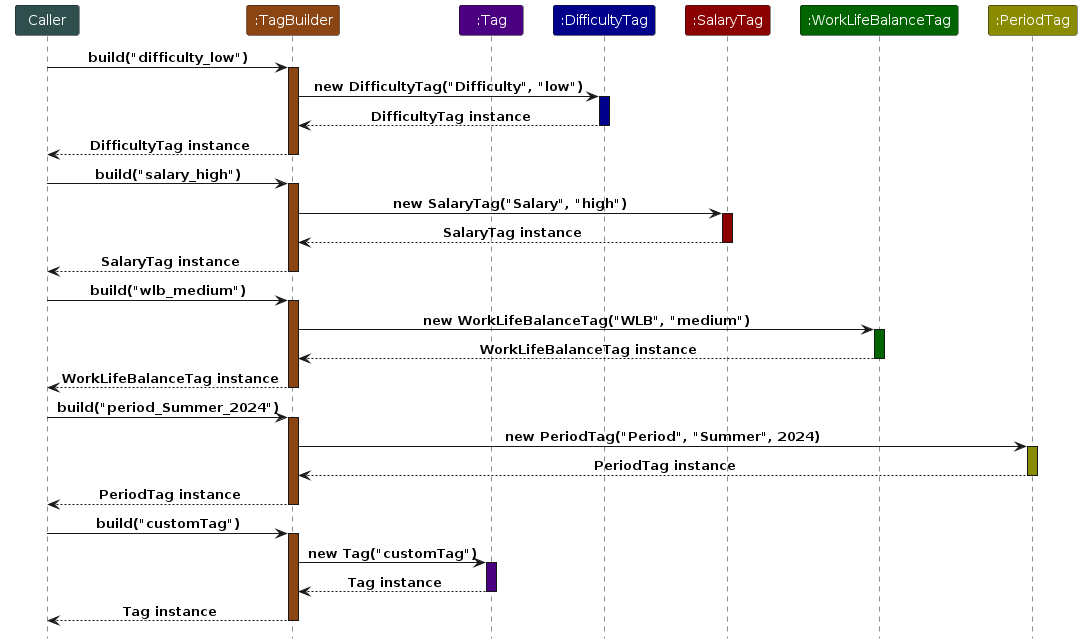 Caller
:TagBuilder
:Tag
:DifficultyTag
:SalaryTag
:WorkLifeBalanceTag
:PeriodTag
build("difficulty_low")
new DifficultyTag("Difficulty", "low")
DifficultyTag instance
DifficultyTag instance
build("salary_high")
new SalaryTag("Salary", "high")
SalaryTag instance
SalaryTag instance
build("wlb_medium")
new WorkLifeBalanceTag("WLB", "medium")
WorkLifeBalanceTag instance
WorkLifeBalanceTag instance
build("period_Summer_2024")
new PeriodTag("Period", "Summer", 2024)
PeriodTag instance
PeriodTag instance
build("customTag")
new Tag("customTag")
Tag instance
Tag instance